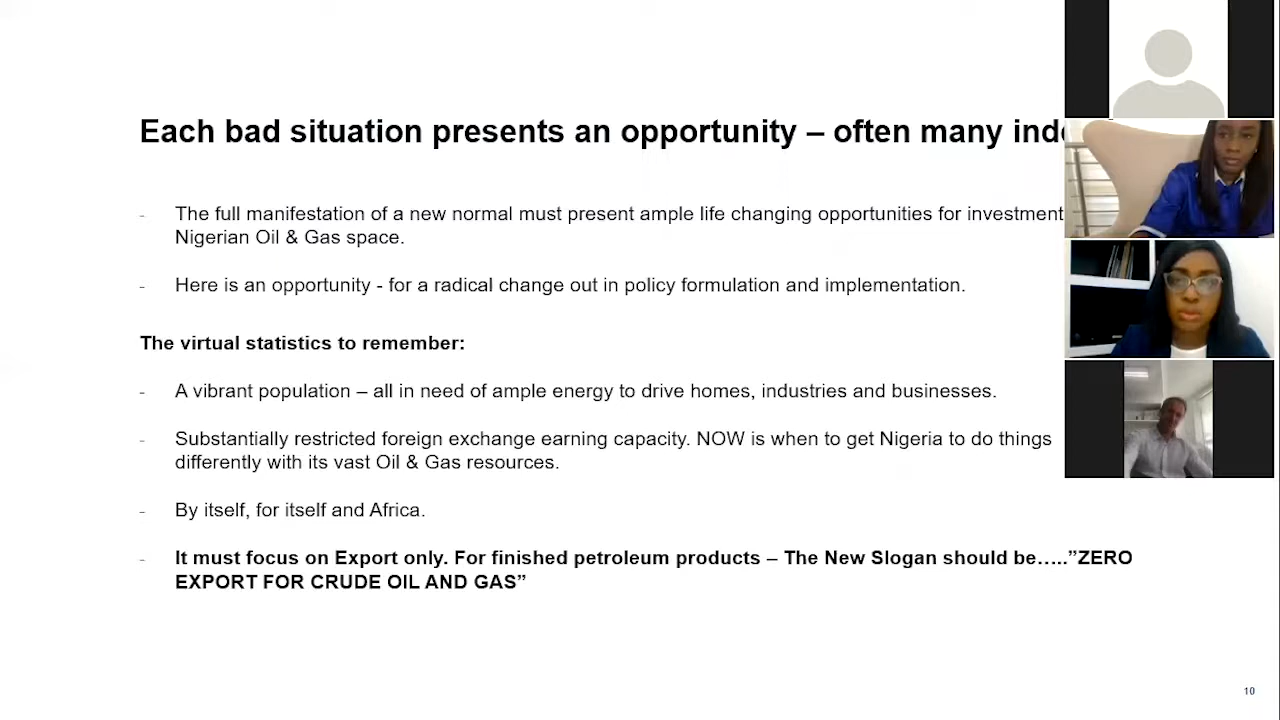 Each bad situation presents an opportunity – often many
- The full manifestation of a new normal must present ample life changing opportunities for investment
Nigerian Oil & Gas space.
- Here is an opportunity - for a radical change out in policy formulation and implementation.
The virtual statistics to remember:
- A vibrant population – all in need of ample energy to drive homes, industries and businesses.
- Substantially restricted foreign exchange earning capacity. NOW is when to get Nigeria to do things
differently with its vast Oil & Gas resources.
- By itself, for itself and Africa.
- It must focus on Export only. For finished petroleum products – The New Slogan should be…..”ZERO
EXPORT FOR CRUDE OIL AND GAS”
10